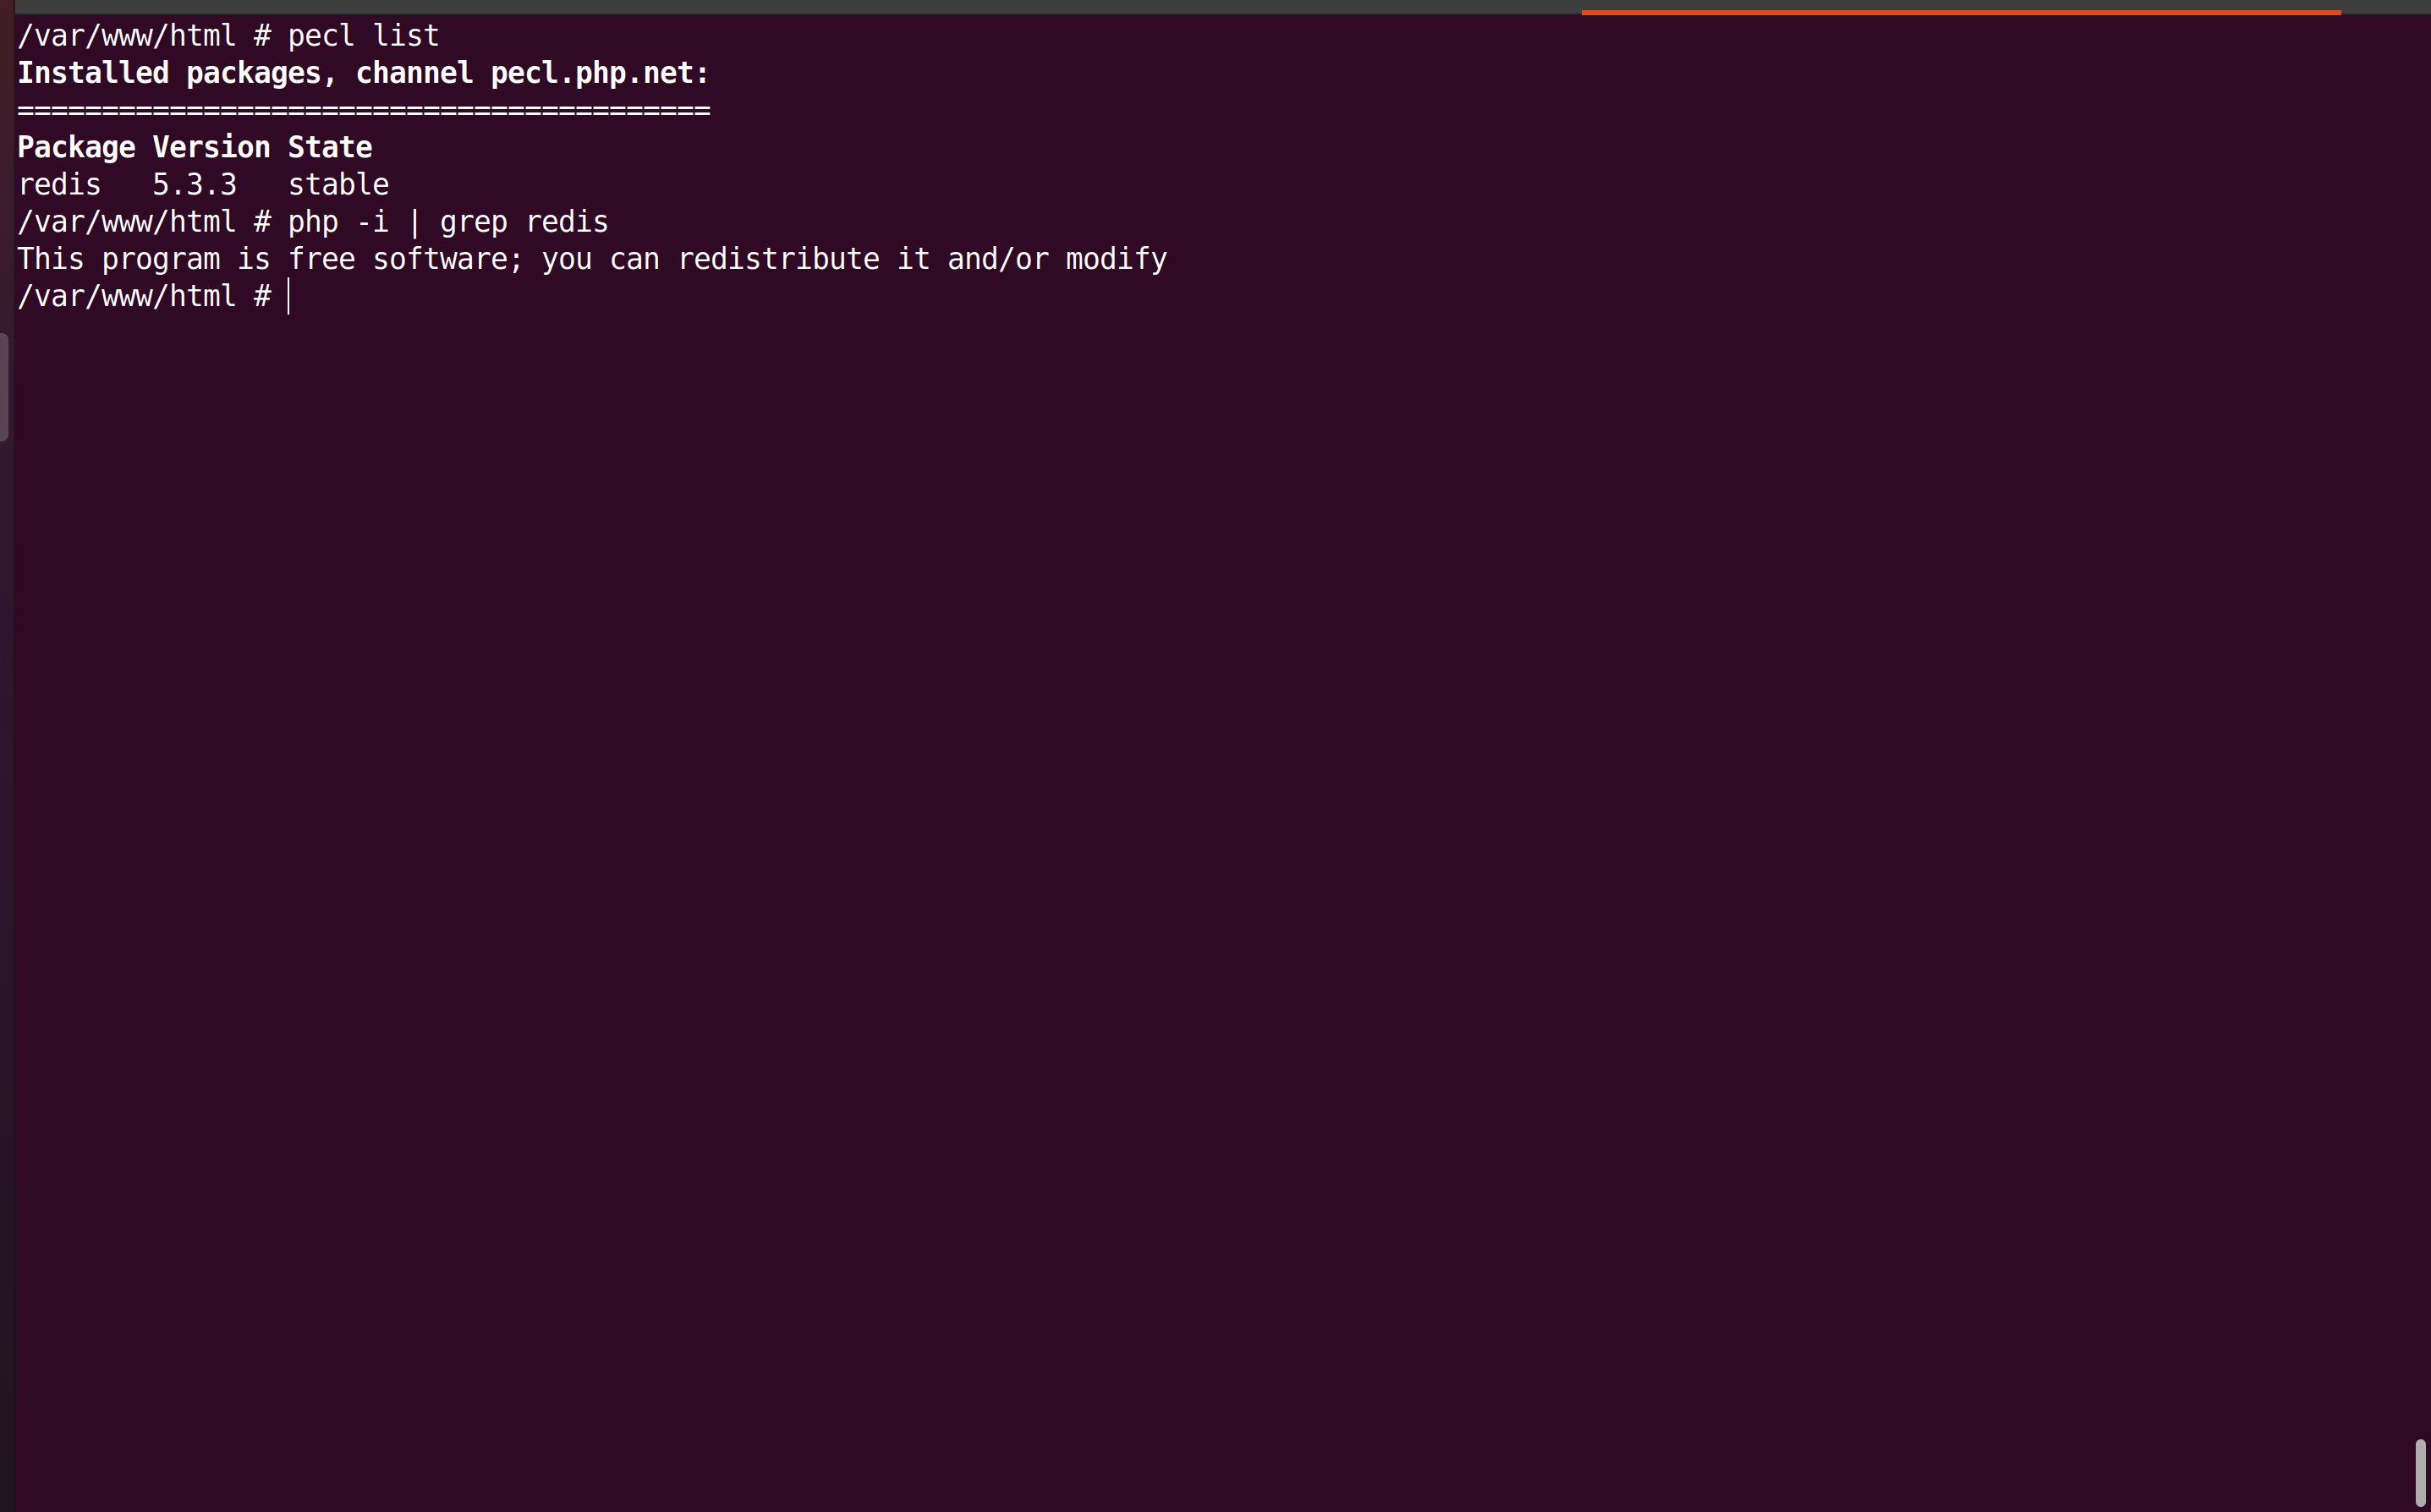 /var/www/html # pecl list
Installed packages, channel pecl.php.net:
=========================================
Package Version State
redis   5.3.3   stable
/var/www/html # php -i | grep redis
This program is free software; you can redistribute it and/or modify
/var/www/html #